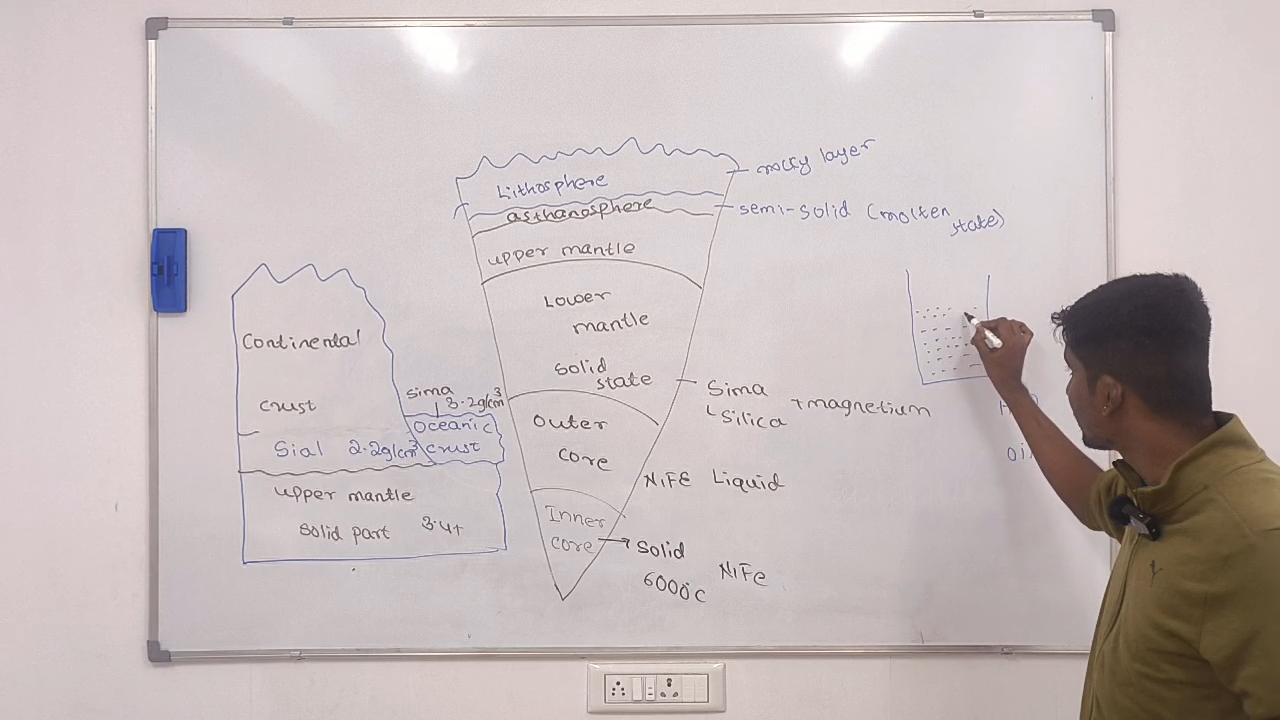 Lithosphere
rocky layer
asthanosphere
semi-solid (molten
state)
upper mantle
Lower
mantle
solid
state
Sima
Silica + magnetium
Outer
core
NiFE Liquid
Inner
core → Solid
6000°c NiFe
Continental
crust
Sial 2.2g/cm³
sima
3.2g/cm³
Oceanic
crust
upper mantle
solid part 3.4+